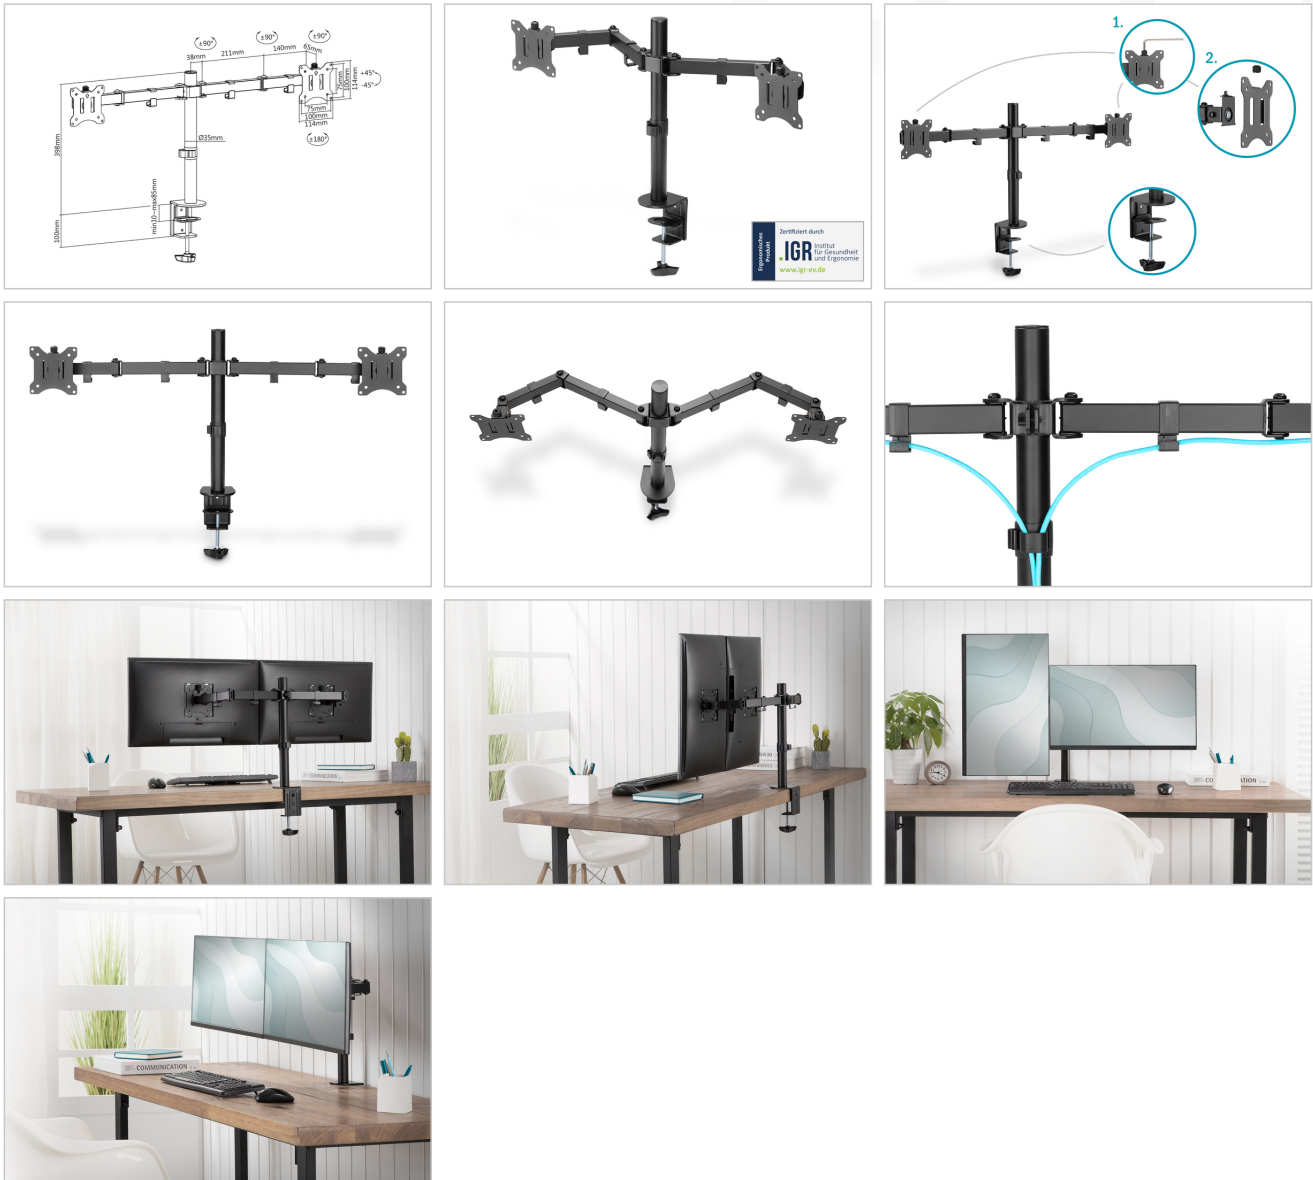 ±90°
±90°
±90°
38mm
211mm
140mm
65mm
+45°
-45°
75mm
100mm
114mm
75mm
100mm
114mm
±180°
Ø35mm
398mm
min10~max85mm
100mm
Ergonomisches
Produkt
Zertifiziert durch
.IGR
Institut
für Gesundheit
und Ergonomie
www.igr-ev.de
1.
2.
COMMUNICATION
COMMUNICATION